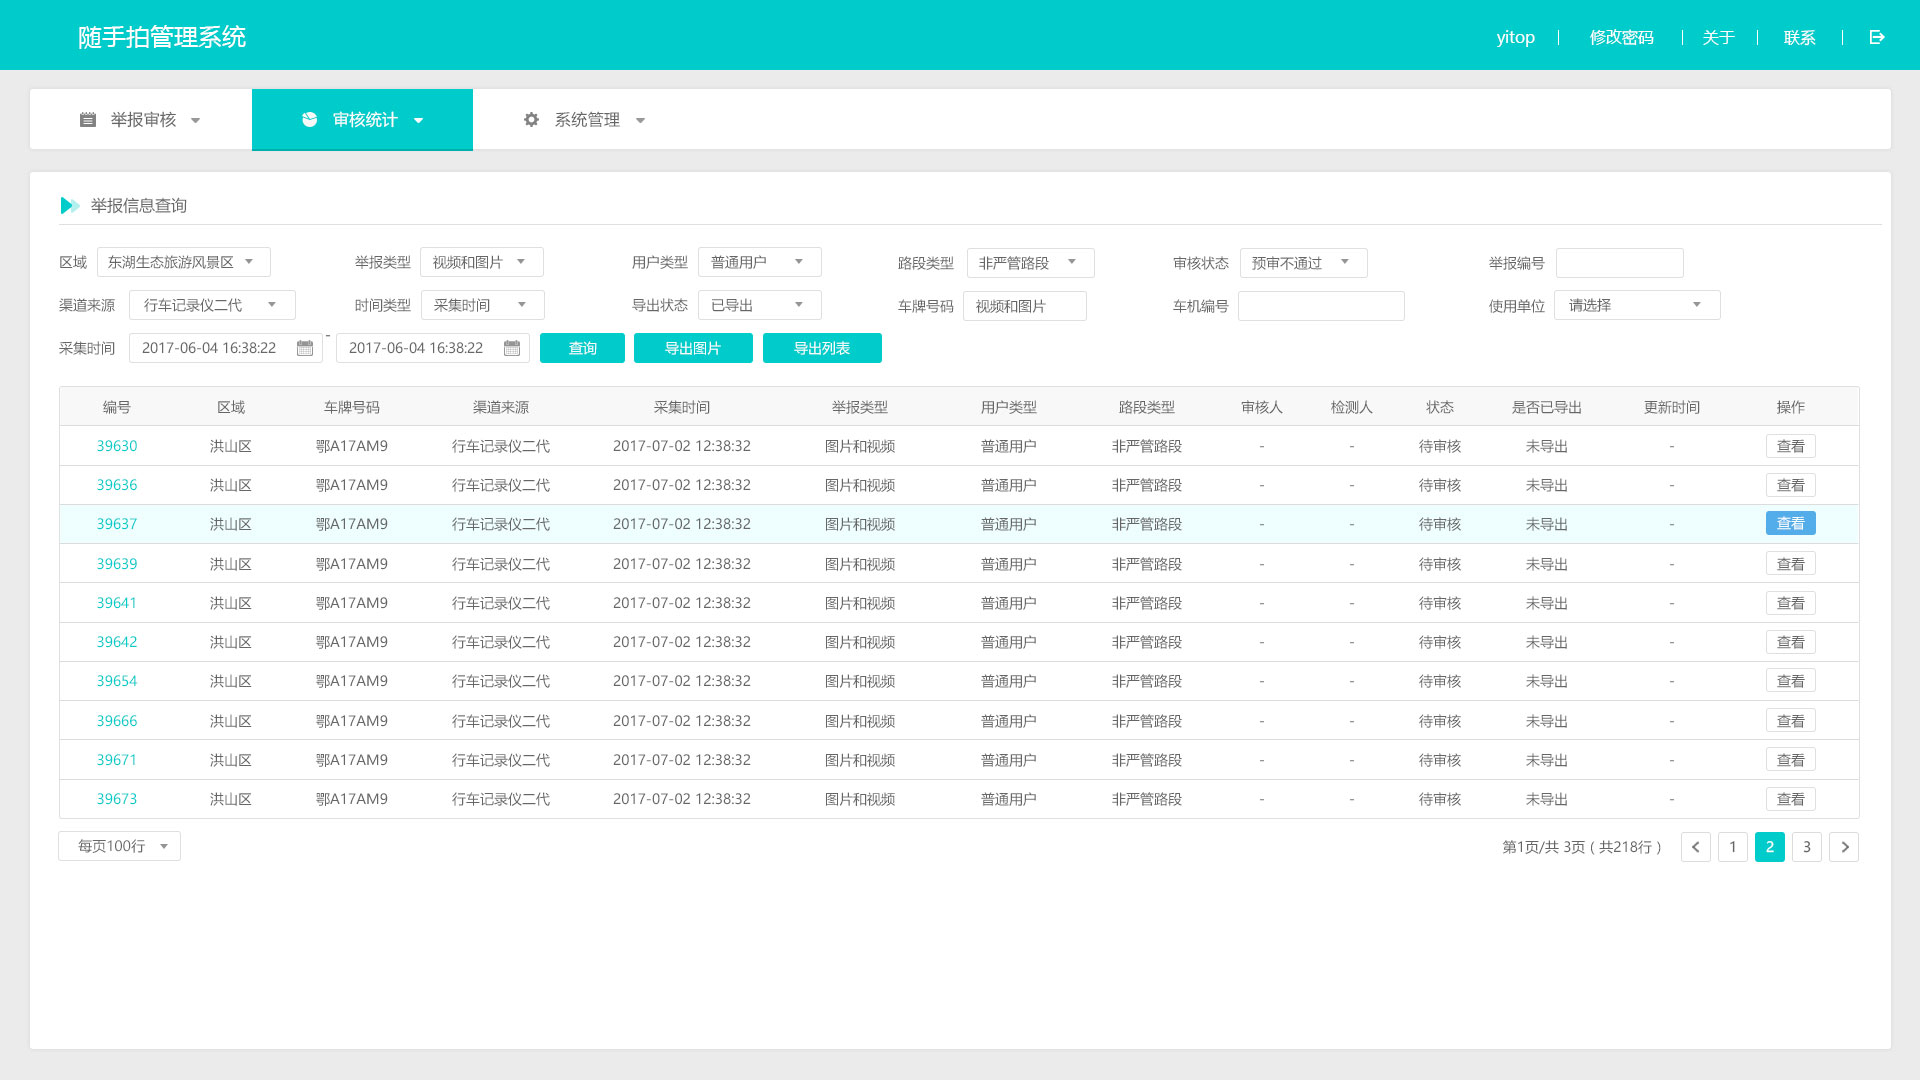 随手拍管理系统 yitop | 修改密码 | 关于 | 联系 |
举报审核 审核统计 系统管理
举报信息查询
区域 东湖生态旅游风景区 举报类型 视频和图片 用户类型 普通用户 路段类型 非严管路段 审核状态 预审不通过 举报编号
渠道来源 行车记录仪二代 时间类型 采集时间 导出状态 已导出 车牌号码 视频和图片 车机编号 使用单位 请选择
采集时间 2017-06-04 16:38:22 - 2017-06-04 16:38:22 查询 导出图片 导出列表
编号 区域 车牌号码 渠道来源 采集时间 举报类型 用户类型 路段类型 审核人 检测人 状态 是否已导出 更新时间 操作
39630 洪山区 鄂A17AM9 行车记录仪二代 2017-07-02 12:38:32 图片和视频 普通用户 非严管路段 - - 待审核 未导出 - 查看
39636 洪山区 鄂A17AM9 行车记录仪二代 2017-07-02 12:38:32 图片和视频 普通用户 非严管路段 - - 待审核 未导出 - 查看
39637 洪山区 鄂A17AM9 行车记录仪二代 2017-07-02 12:38:32 图片和视频 普通用户 非严管路段 - - 待审核 未导出 - 查看
39639 洪山区 鄂A17AM9 行车记录仪二代 2017-07-02 12:38:32 图片和视频 普通用户 非严管路段 - - 待审核 未导出 - 查看
39641 洪山区 鄂A17AM9 行车记录仪二代 2017-07-02 12:38:32 图片和视频 普通用户 非严管路段 - - 待审核 未导出 - 查看
39642 洪山区 鄂A17AM9 行车记录仪二代 2017-07-02 12:38:32 图片和视频 普通用户 非严管路段 - - 待审核 未导出 - 查看
39654 洪山区 鄂A17AM9 行车记录仪二代 2017-07-02 12:38:32 图片和视频 普通用户 非严管路段 - - 待审核 未导出 - 查看
39666 洪山区 鄂A17AM9 行车记录仪二代 2017-07-02 12:38:32 图片和视频 普通用户 非严管路段 - - 待审核 未导出 - 查看
39671 洪山区 鄂A17AM9 行车记录仪二代 2017-07-02 12:38:32 图片和视频 普通用户 非严管路段 - - 待审核 未导出 - 查看
39673 洪山区 鄂A17AM9 行车记录仪二代 2017-07-02 12:38:32 图片和视频 普通用户 非严管路段 - - 待审核 未导出 - 查看
每页100行 第1页/共 3页（共218行） < 1 2 3 >